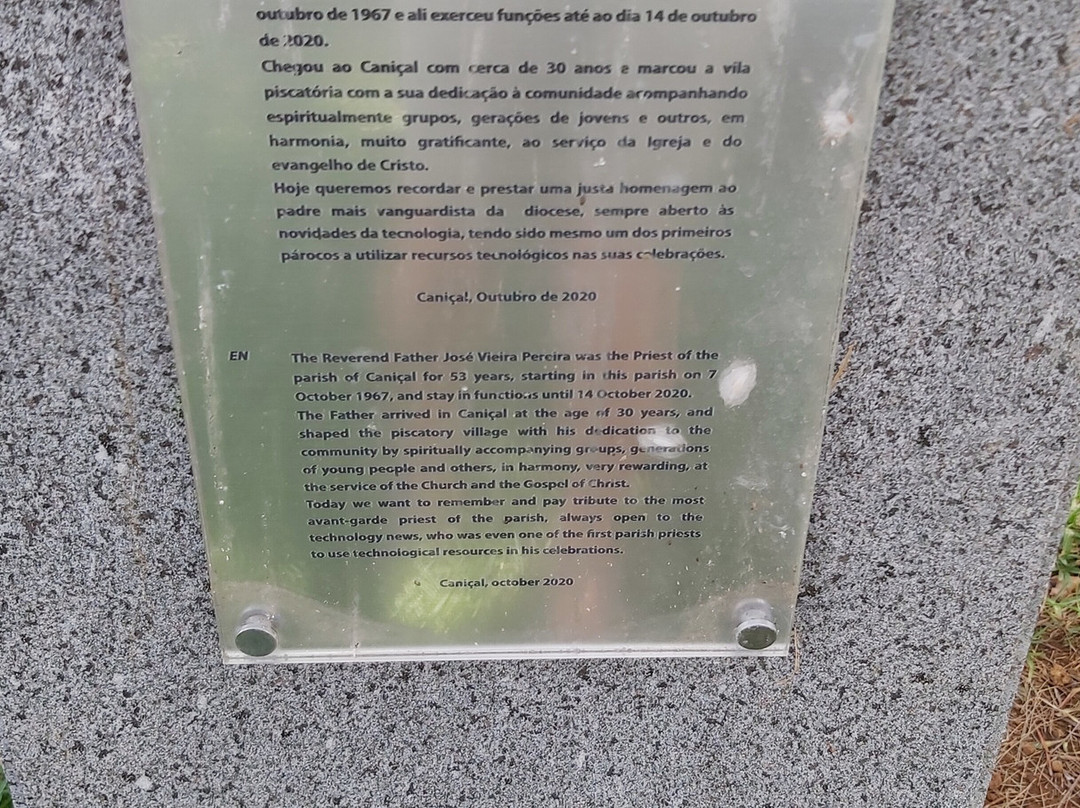 outubro de 1967 e ali exerceu funções até ao dia 14 de outubro
de 2020.
Chegou ao Caniçal com cerca de 30 anos e marcou a vila
piscatória com a sua dedicação à comunidade acompanhando
espiritualmente grupos, gerações de jovens e outros, em
harmonia, muito gratificante, ao serviço da Igreja e do
evangelho de Cristo.
Hoje queremos recordar e prestar uma justa homenagem ao
padre mais vanguardista da diocese, sempre aberto às
novidades da tecnologia, tendo sido mesmo um dos primeiros
párocos a utilizar recursos tecnológicos nas suas celebrações.
Caniçal, Outubro de 2020
EN
The Reverend Father José Vieira Pereira was the Priest of the
parish of Caniçal for 53 years, starting in this parish on 7
October 1967, and stay in functions until 14 October 2020.
The Father arrived in Caniçal at the age of 30 years, and
shaped the piscatory village with his dedication to the
community by spiritually accompanying groups, generations
of young people and others, in harmony, very rewarding, at
the service of the Church and the Gospel of Christ.
Today we want to remember and pay tribute to the most
avant-garde priest of the parish, always open to the
technology news, who was even one of the first parish priests
to use technological resources in his celebrations.
Caniçal, october 2020